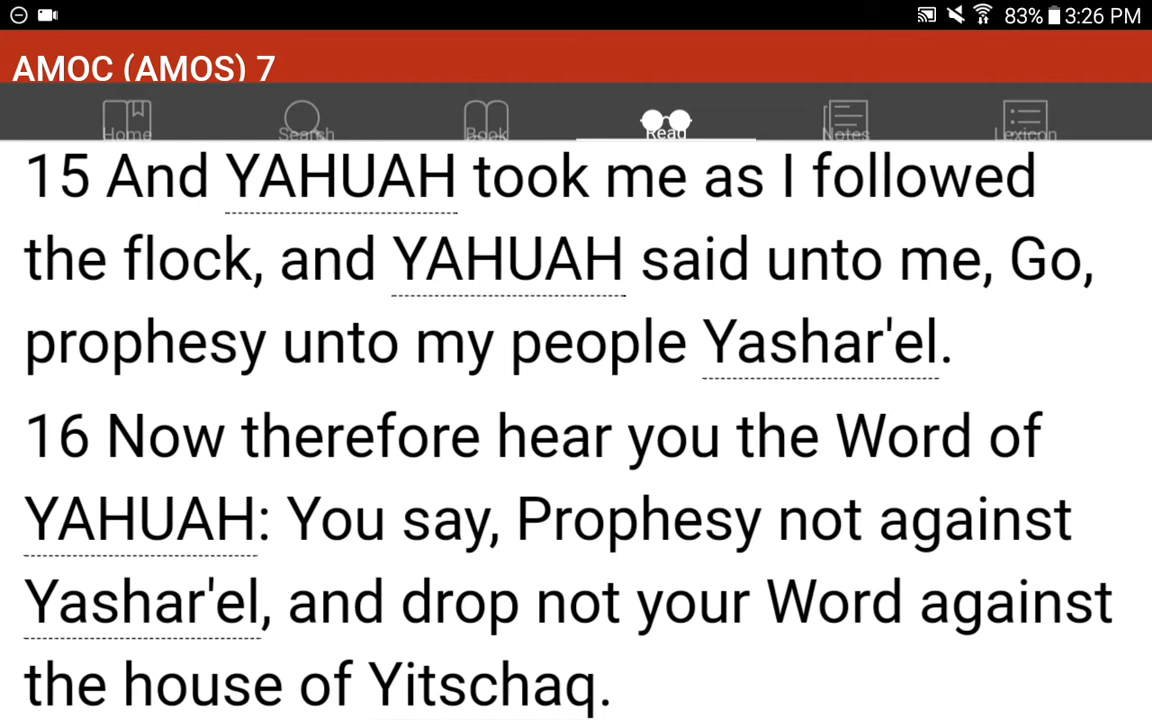 83% 3:26 PM
AMOC (AMOS) 7
Home Search Book Read Notes Lexicon
15 And YAHUAH took me as I followed
the flock, and YAHUAH said unto me, Go,
prophesy unto my people Yashar'el.
16 Now therefore hear you the Word of
YAHUAH: You say, Prophesy not against
Yashar'el, and drop not your Word against
the house of Yitschaq.